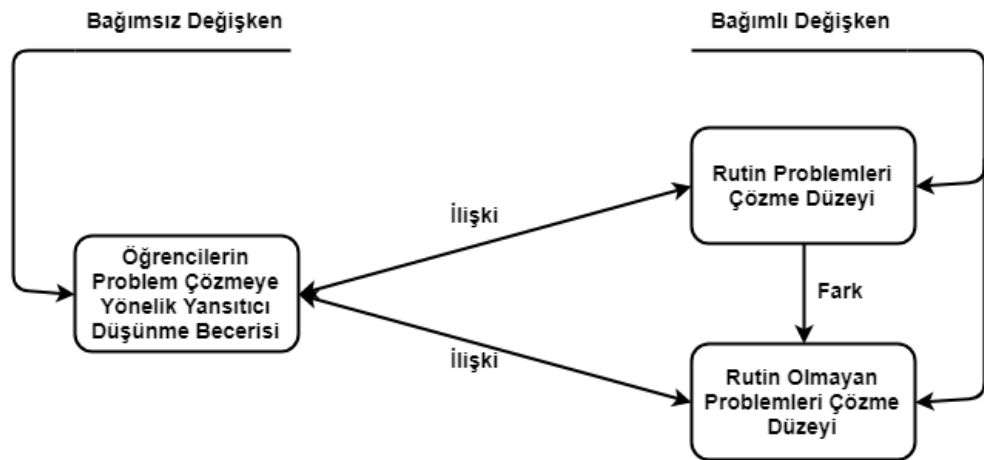 Bağımsız Değişken
Bağımlı Değişken
Rutin Problemleri
Çözme Düzeyi
İlişki
Öğrencilerin
Problem Çözmeye
Yönelik Yansıtıcı
Düşünme Becerisi
Fark
İlişki
Rutin Olmayan
Problemleri Çözme
Düzeyi